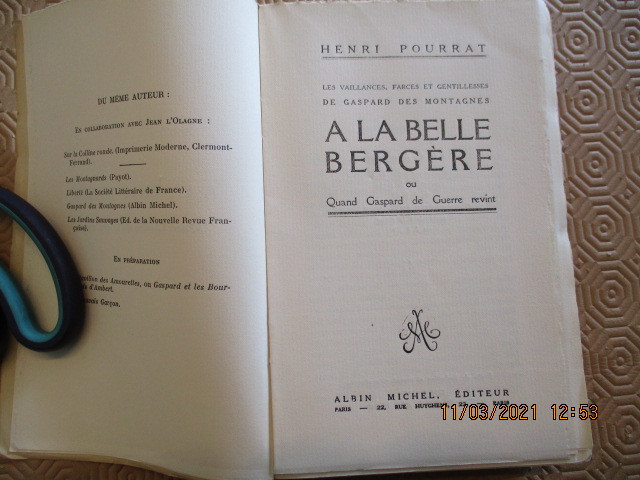 DU MÊME AUTEUR :
EN COLLABORATION AVEC JEAN L'OLAGNE :
Sur la Colline ronde. (Imprimerie Moderne, Clermont-
Ferrand).
Les Montagnards (Payot).
Liberté (La Société Littéraire de France).
Gaspard des Montagnes (Albin Michel).
Les Jardins Sauvages (Ed. de la Nouvelle Revue Fran-
çaise).
EN PRÉPARATION
des Amourettes, ou Gaspard et les Bour-
d'Ambert.
Garçon.
HENRI POURRAT
LES VAILLANCES, FARCES ET GENTILLESSES
DE GASPARD DES MONTAGNES
A LA BELLE
BERGÈRE
OU
Quand Gaspard de Guerre revint
ALBIN MICHEL, ÉDITEUR
PARIS — 22, RUE HUYGHENS, 22 — PARIS
11/03/2021 12:53